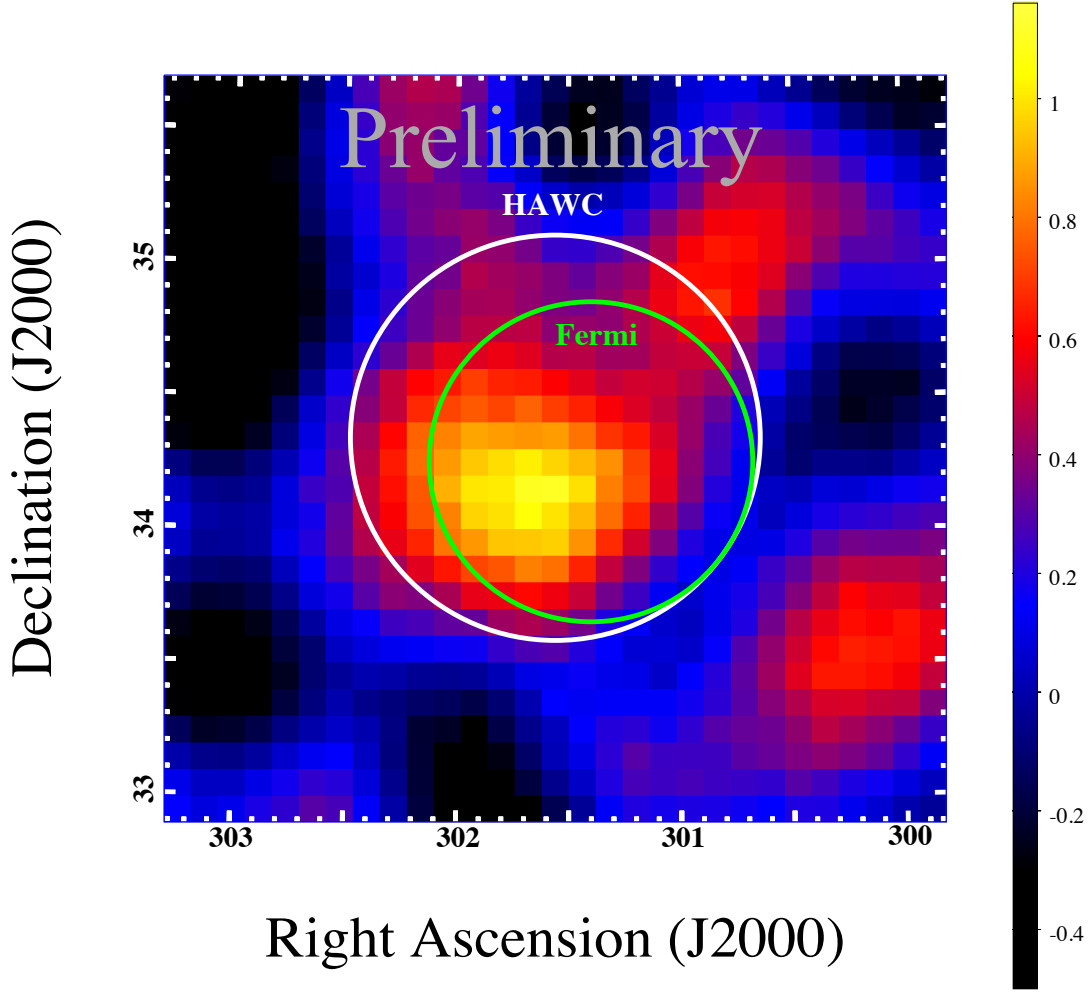 Preliminary
HAWC
Fermi
Declination (J2000)
35
34
33
303 302 301 300
Right Ascension (J2000)
1
0.8
0.6
0.4
0.2
0
-0.2
-0.4